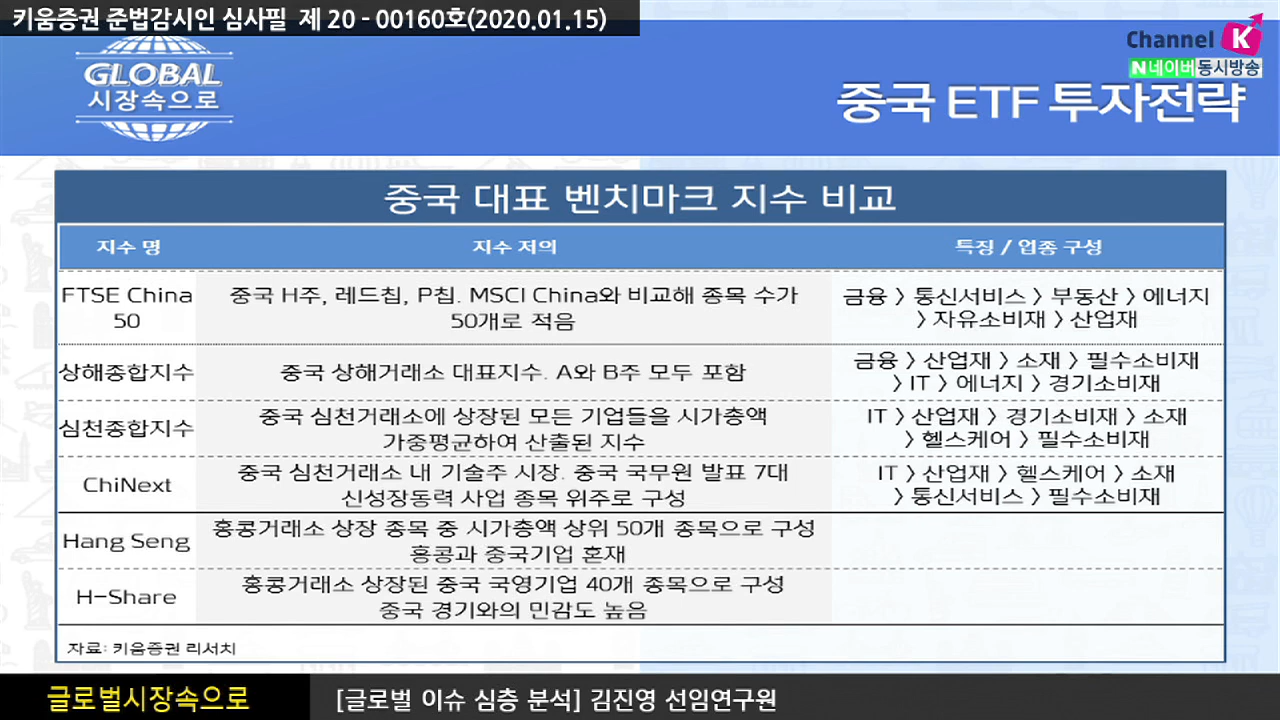 키움증권 준법감시인 심사필 제 20 - 00160호(2020.01.15)
Channel K
N네이버 동시방송
GLOBAL
시장속으로
중국 ETF 투자전략
중국 대표 벤치마크 지수 비교
지수 명 지수 저의 특징 / 업종 구성
FTSE China
50
중국 H주, 레드칩, P칩. MSCI China와 비교해 종목 수가
50개로 적음
금융 > 통신서비스 > 부동산 > 에너지
> 자유소비재 > 산업재
상해종합지수
중국 상해거래소 대표지수. A와 B주 모두 포함
금융 > 산업재 > 소재 > 필수소비재
> IT > 에너지 > 경기소비재
심천종합지수
중국 심천거래소에 상장된 모든 기업들을 시가총액
가중평균하여 산출된 지수
IT > 산업재 > 경기소비재 > 소재
> 헬스케어 > 필수소비재
ChiNext
중국 심천거래소 내 기술주 시장. 중국 국무원 발표 7대
신성장동력 사업 종목 위주로 구성
IT > 산업재 > 헬스케어 > 소재
> 통신서비스 > 필수소비재
Hang Seng
홍콩거래소 상장 종목 중 시가총액 상위 50개 종목으로 구성
홍콩과 중국기업 혼재
H-Share
홍콩거래소 상장된 중국 국영기업 40개 종목으로 구성
중국 경기와의 민감도 높음
자료: 키움증권 리서치
글로벌시장속으로
[글로벌 이슈 심층 분석] 김진영 선임연구원